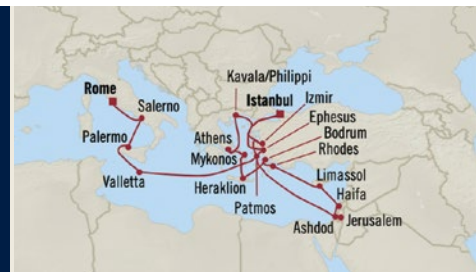 Kavala/Philippi
Rome
Istanbul
Izmir
Salerno
Ephesus
Bodrum
Athens
Rhodes
Palermo
Mykonos
Limassol
Valletta
Haifa
Heraklion
Patmos
Ashdod
Jerusalem